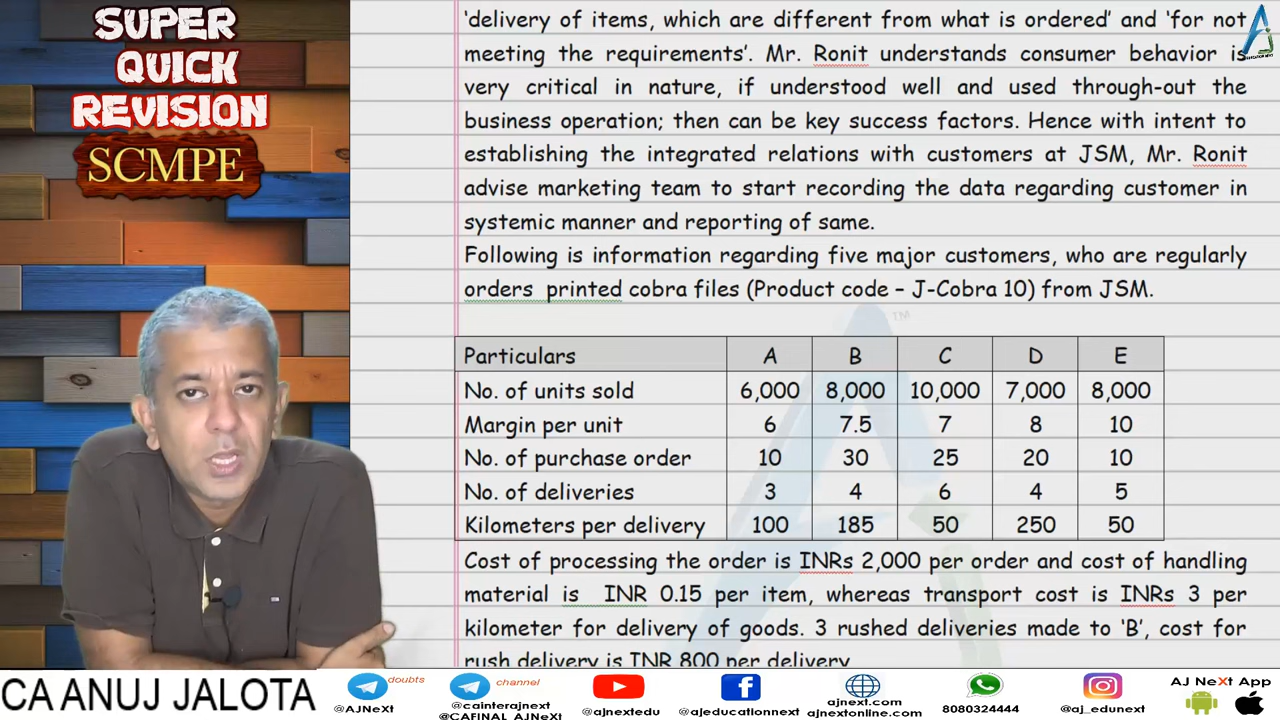 SUPER
QUICK
REVISION
SCMPE
‘delivery of items, which are different from what is ordered’ and ‘for not
meeting the requirements’. Mr. Ronit understands consumer behavior is
very critical in nature, if understood well and used through-out the
business operation; then can be key success factors. Hence with intent to
establishing the integrated relations with customers at JSM, Mr. Ronit
advise marketing team to start recording the data regarding customer in
systemic manner and reporting of same.
Following is information regarding five major customers, who are regularly
orders printed cobra files (Product code – J-Cobra 10) from JSM.
TM
Particulars A B C D E
No. of units sold 6,000 8,000 10,000 7,000 8,000
Margin per unit 6 7.5 7 8 10
No. of purchase order 10 30 25 20 10
No. of deliveries 3 4 6 4 5
Kilometers per delivery 100 185 50 250 50
Cost of processing the order is INRs 2,000 per order and cost of handling
material is INR 0.15 per item, whereas transport cost is INRs 3 per
kilometer for delivery of goods. 3 rushed deliveries made to ‘B’, cost for
rush delivery is INR 800 per delivery
CA ANUJ JALOTA
doubts
@AJNeXt
channel
@cainterajnext
@CAFINAL_AJNeXt
@ajnextedu
@ajeducationnext
ajnext.com
ajnextonline.com
8080324444
@aj_edunext
AJ NeXt App